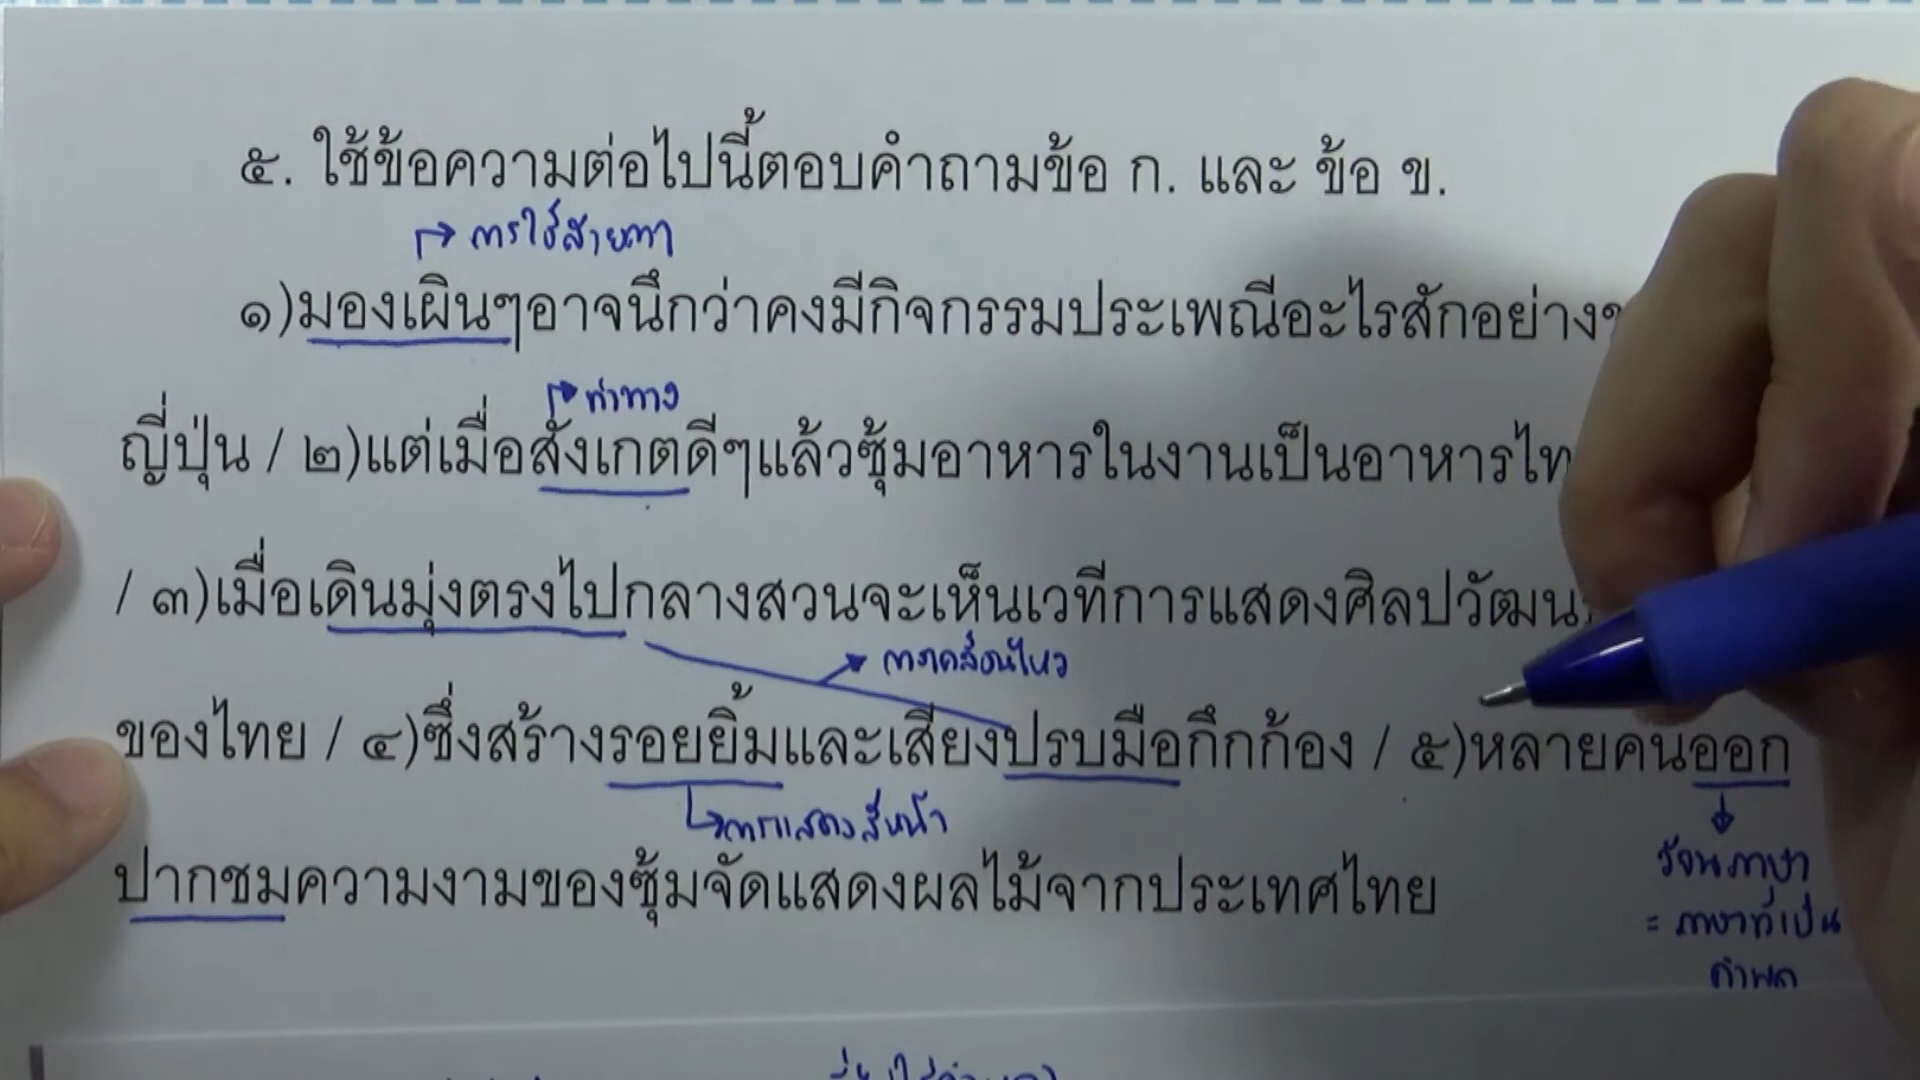 ๕. ใช้ข้อความต่อไปนี้ตอบคำถามข้อ ก. และ ข้อ ข.
การใช้สายตา
๑)มองเผินๆอาจนึกว่าคงมีกิจกรรมประเพณีอะไรสักอย่าง
ท่าทาง
ญี่ปุ่น / ๒)แต่เมื่อสังเกตดีๆแล้วซุ้มอาหารในงานเป็นอาหารไท
/ ๓)เมื่อเดินมุ่งตรงไปกลางสวนจะเห็นเวทีการแสดงศิลปวัฒน
การเคลื่อนไหว
ของไทย / ๔)ซึ่งสร้างรอยยิ้มและเสียงปรบมือกึกก้อง / ๕)หลายคนออก
การแสดงสีหน้า
ปากชมความงามของซุ้มจัดแสดงผลไม้จากประเทศไทย
วัจนภาษา
= ภาษาที่เป็น
คำพูด